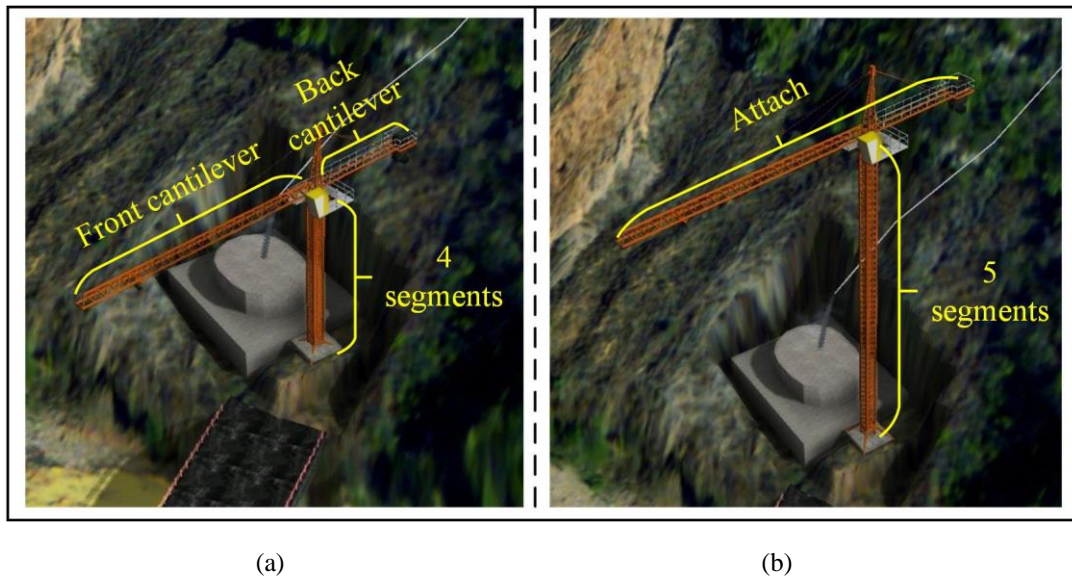 Back
cantilever
Front cantilever
4
segments
Attach
5
segments
(a)
(b)